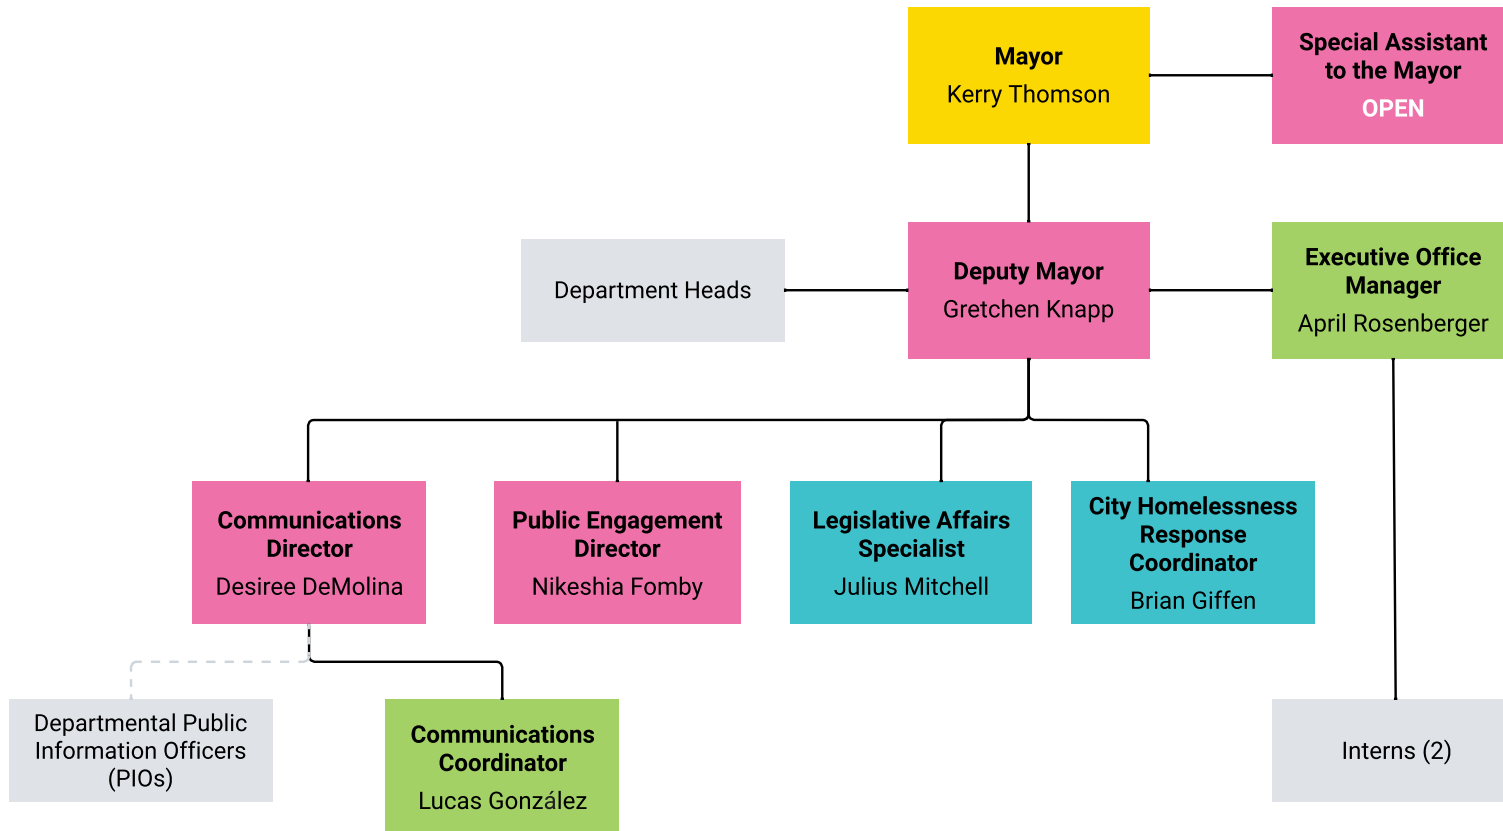 Mayor
Kerry Thomson
Special Assistant
to the Mayor
OPEN
Department Heads
Deputy Mayor
Gretchen Knapp
Executive Office
Manager
April Rosenberger
Communications
Director
Desiree DeMolina
Public Engagement
Director
Nikeshia Fomby
Legislative Affairs
Specialist
Julius Mitchell
City Homelessness
Response
Coordinator
Brian Giffen
Departmental Public
Information Officers
(PIOs)
Communications
Coordinator
Lucas González
Interns (2)